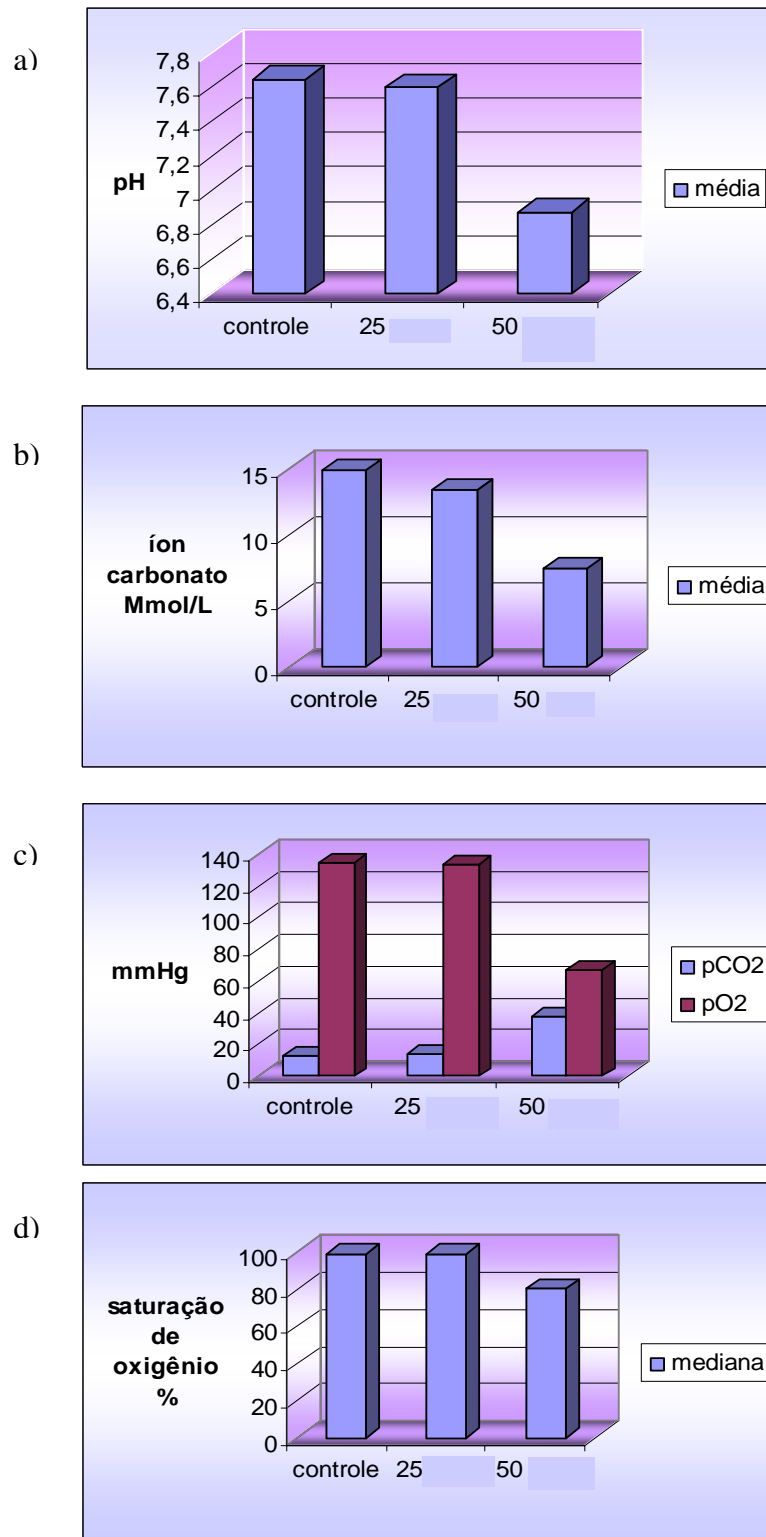 a)
7,8
7,6
7,4
7,2
7
6,8
6,6
6,4
pH
controle 25 50
média
b)
15
10
5
0
íon
carbonato
Mmol/L
controle 25 50
média
c)
140
120
100
80
60
40
20
0
mmHg
controle 25 50
pCO2
pO2
d)
100
80
60
40
20
0
saturação
de
oxigênio
%
controle 25 50
mediana